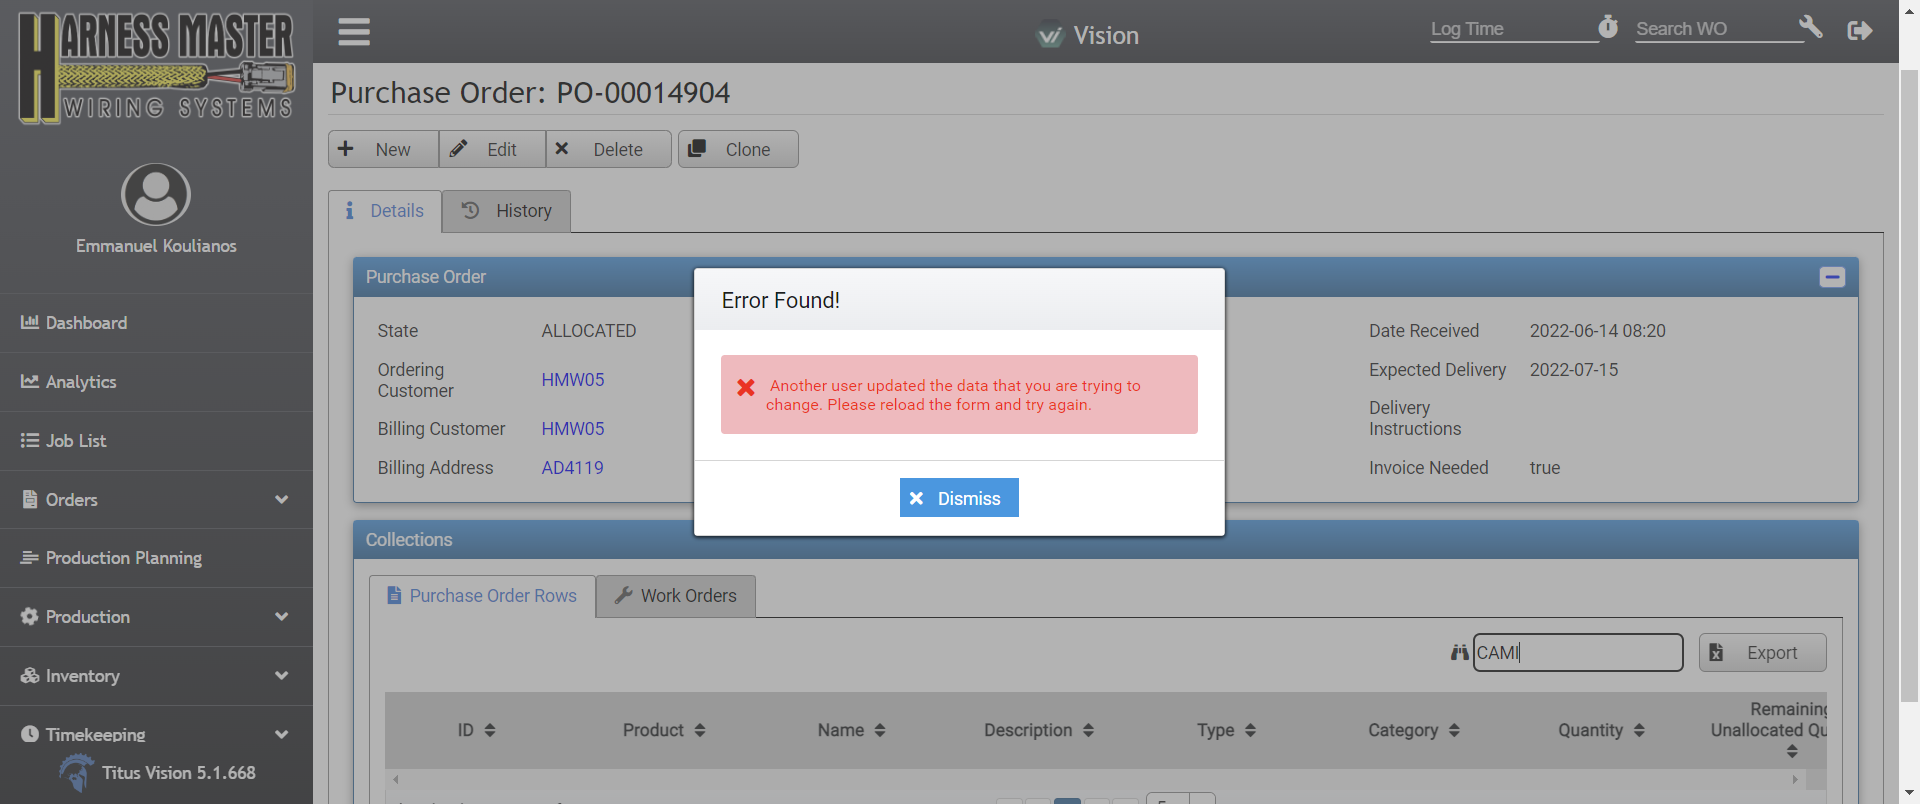 HARNESS MASTER
WIRING SYSTEMS
Vision
Log Time
Search WO
Purchase Order: PO-00014904
New
Edit
Delete
Clone
Emmanuel Koulianos
Details
History
Dashboard
Analytics
Job List
Orders
Production Planning
Production
Inventory
Timekeeping
Titus Vision 5.1.668
Purchase Order
State ALLOCATED
Ordering
Customer HMW05
Billing Customer HMW05
Billing Address AD4119
Date Received 2022-06-14 08:20
Expected Delivery 2022-07-15
Delivery
Instructions
Invoice Needed true
Error Found!
Another user updated the data that you are trying to
change. Please reload the form and try again.
Dismiss
Collections
Purchase Order Rows
Work Orders
CAMI
Export
ID Product Name Description Type Category Quantity Remaining
Unallocated Qu